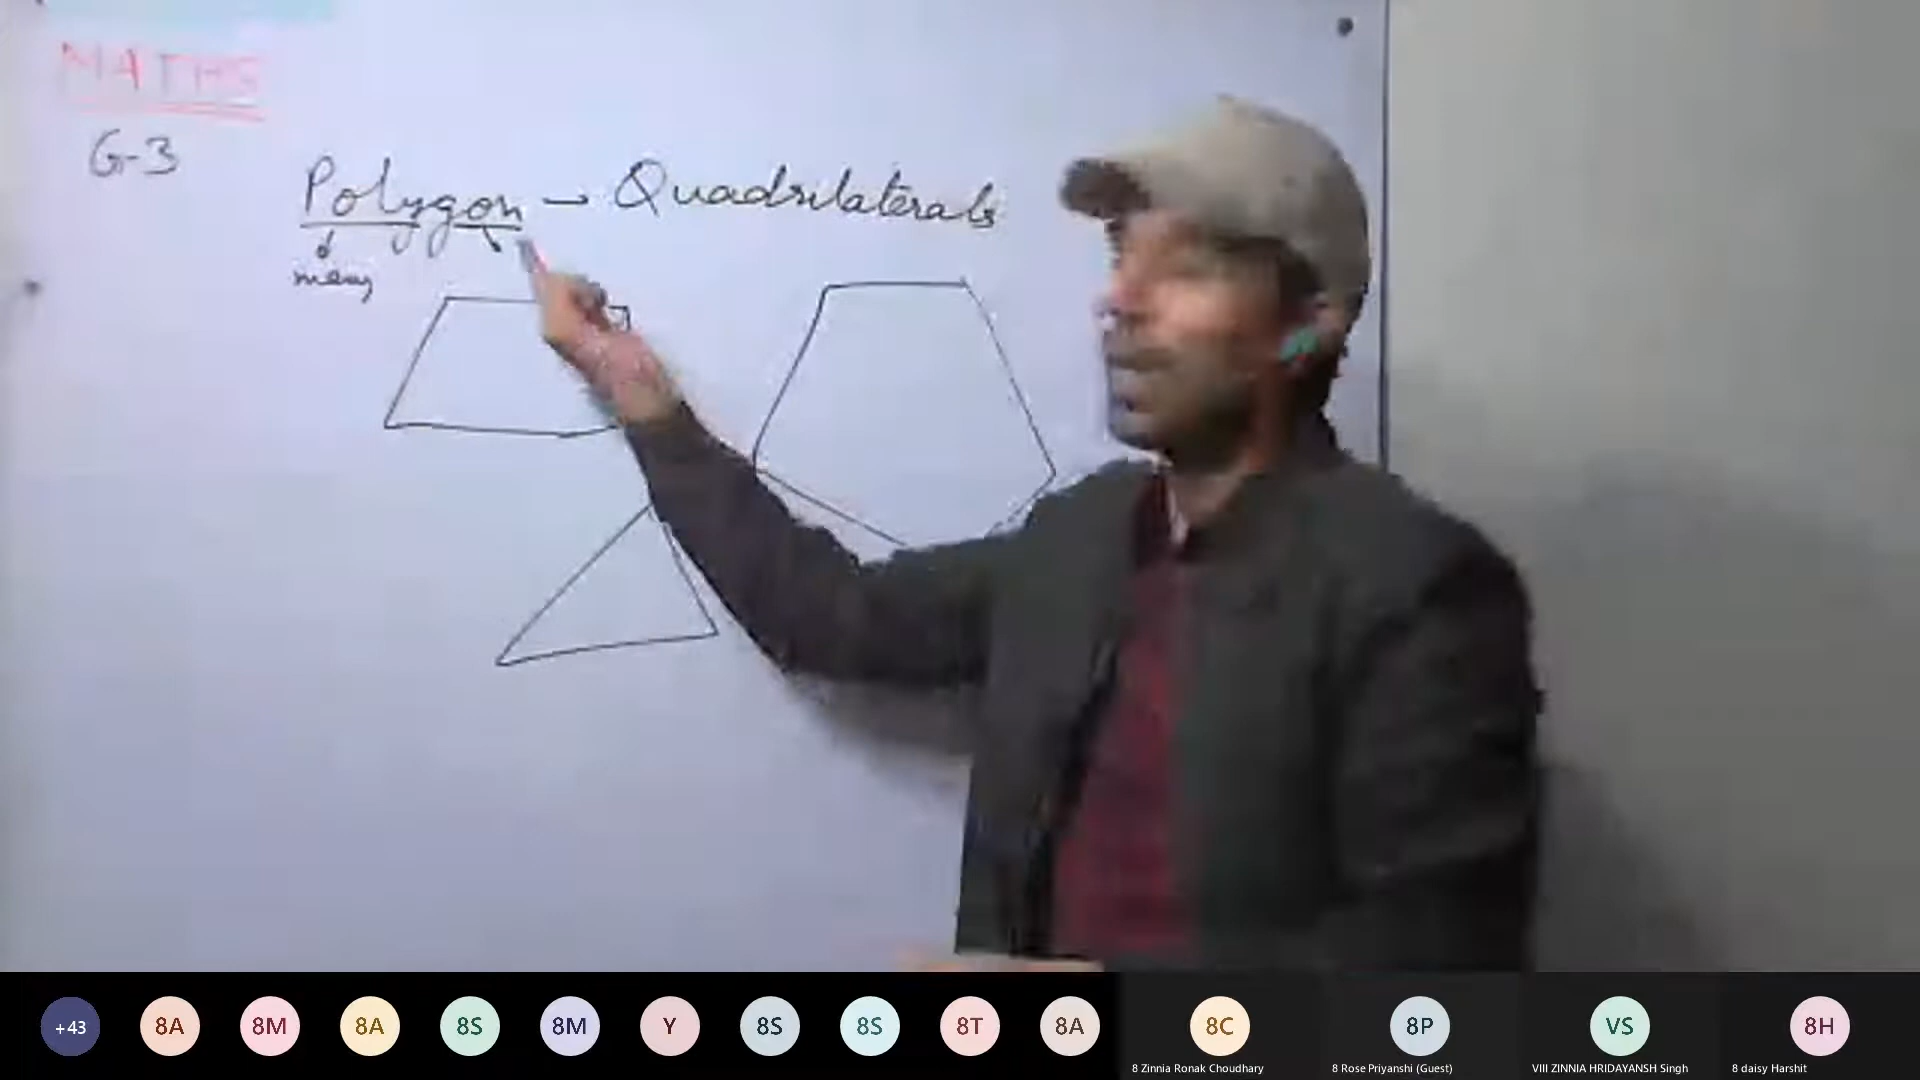 MATHS
G-3
Polygon → Quadrilaterals
many
+43 8A 8M 8A 8S 8M Y 8S 8S 8T 8A 8C 8P VS 8H
8 Zinnia Ronak Choudhary 8 Rose Priyanshi (Guest) VIII ZINNIA HRIDAYANSH Singh 8 daisy Harshit